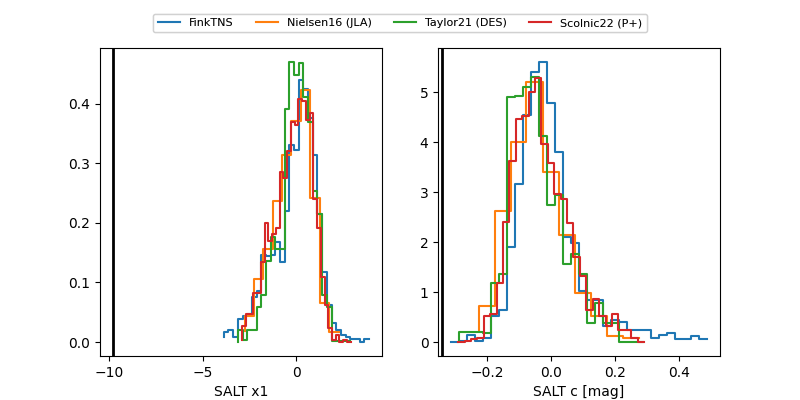 FinkTNS Nielsen16 (JLA) Taylor21 (DES) Scolnic22 (P+)
0.4
0.3
0.2
0.1
0.0
−10 −5 0
SALT x1
5
4
3
2
1
0
−0.2 0.0 0.2 0.4
SALT c [mag]